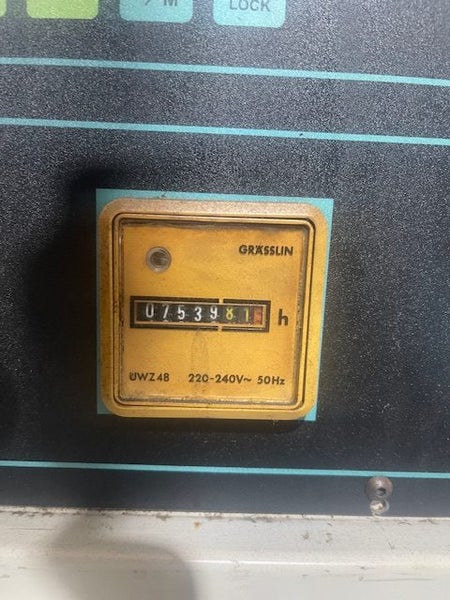 / M
LOCK
GRÄSSLIN
0753981 h
UWZ48 220-240V~ 50Hz